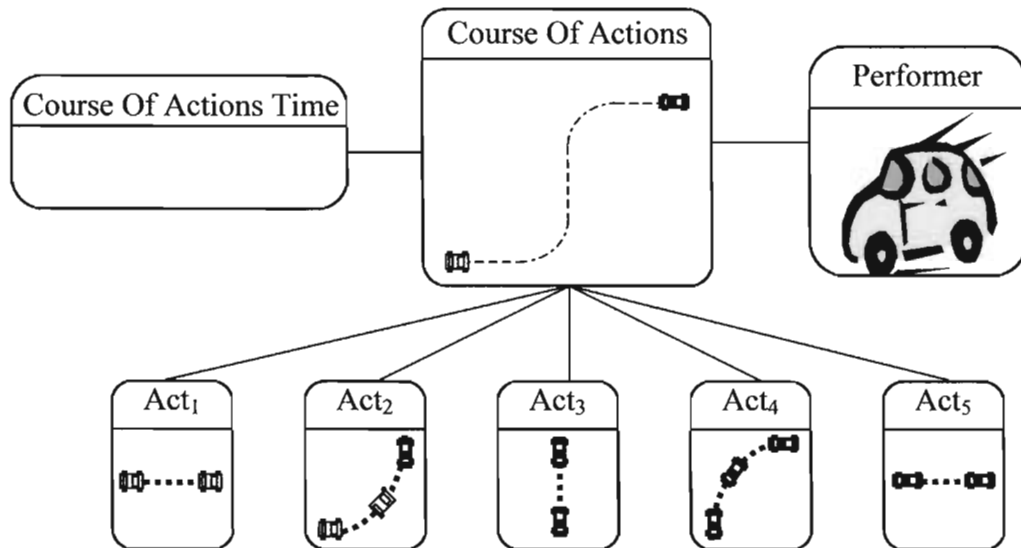 Course Of Actions
Course Of Actions Time
Performer
Act₁
Act₂
Act₃
Act₄
Act₅